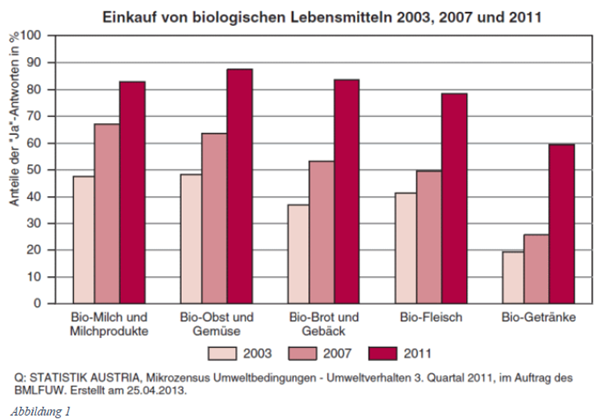 Einkauf von biologischen Lebensmitteln 2003, 2007 und 2011
Anteile der "Ja"-Antworten in %
100
90
80
70
60
50
40
30
20
10
0
Bio-Milch und
Milchprodukte
Bio-Obst und
Gemüse
Bio-Brot und
Gebäck
Bio-Fleisch
Bio-Getränke
2003 2007 2011
Q: STATISTIK AUSTRIA, Mikrozensus Umweltbedingungen - Umweltverhalten 3. Quartal 2011, im Auftrag des
BMLFUW. Erstellt am 25.04.2013.
Abbildung 1